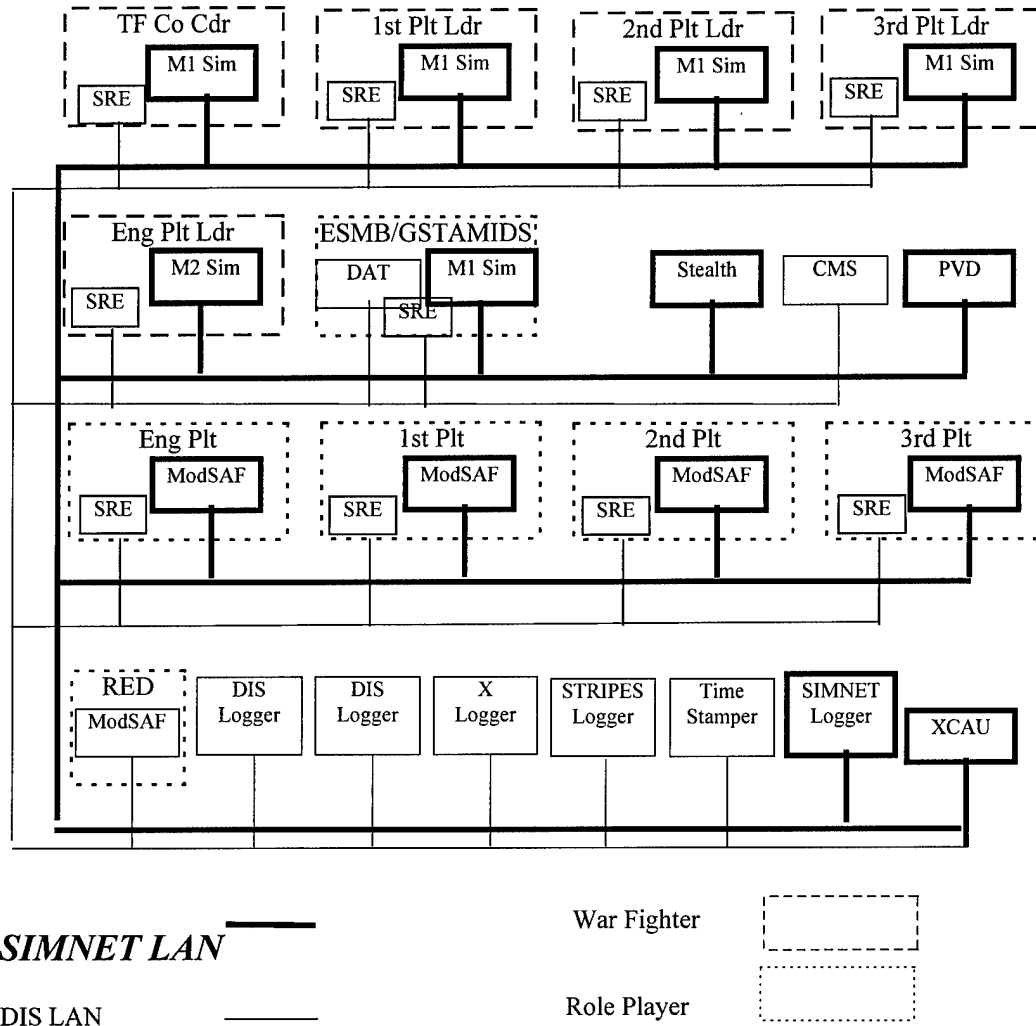 TF Co Cdr
M1 Sim
SRE
1st Plt Ldr
M1 Sim
SRE
2nd Plt Ldr
M1 Sim
SRE
3rd Plt Ldr
M1 Sim
SRE
Eng Plt Ldr
M2 Sim
SRE
ESMB/GSTAMIDS
DAT
M1 Sim
SRE
Stealth
CMS
PVD
Eng Plt
ModSAF
SRE
1st Plt
ModSAF
SRE
2nd Plt
ModSAF
SRE
3rd Plt
ModSAF
SRE
RED
ModSAF
DIS
Logger
DIS
Logger
X
Logger
STRIPES
Logger
Time
Stamper
SIMNET
Logger
XCAU
SIMNET LAN
War Fighter
DIS LAN
Role Player